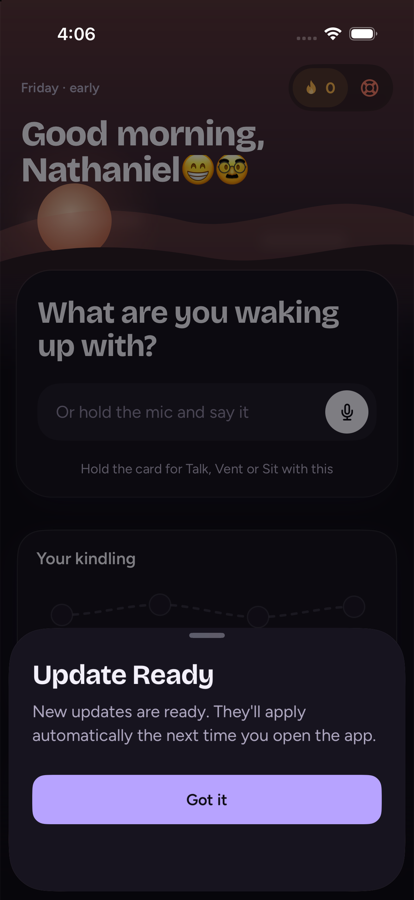 4:06
Friday · early
0
Good morning,
Nathaniel😁🥸
What are you waking
up with?
Or hold the mic and say it
Hold the card for Talk, Vent or Sit with this
Your kindling
Update Ready
New updates are ready. They'll apply
automatically the next time you open the app.
Got it